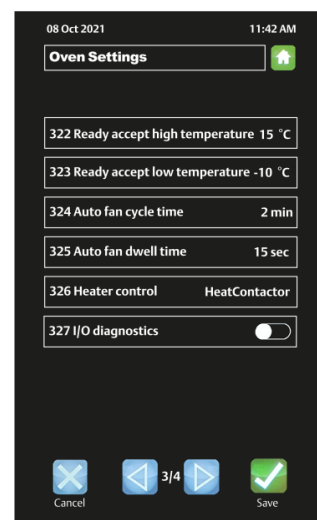 08 Oct 2021 11:42 AM
Oven Settings
322 Ready accept high temperature 15 °C
323 Ready accept low temperature -10 °C
324 Auto fan cycle time 2 min
325 Auto fan dwell time 15 sec
326 Heater control HeatContactor
327 I/O diagnostics
3/4
Cancel Save